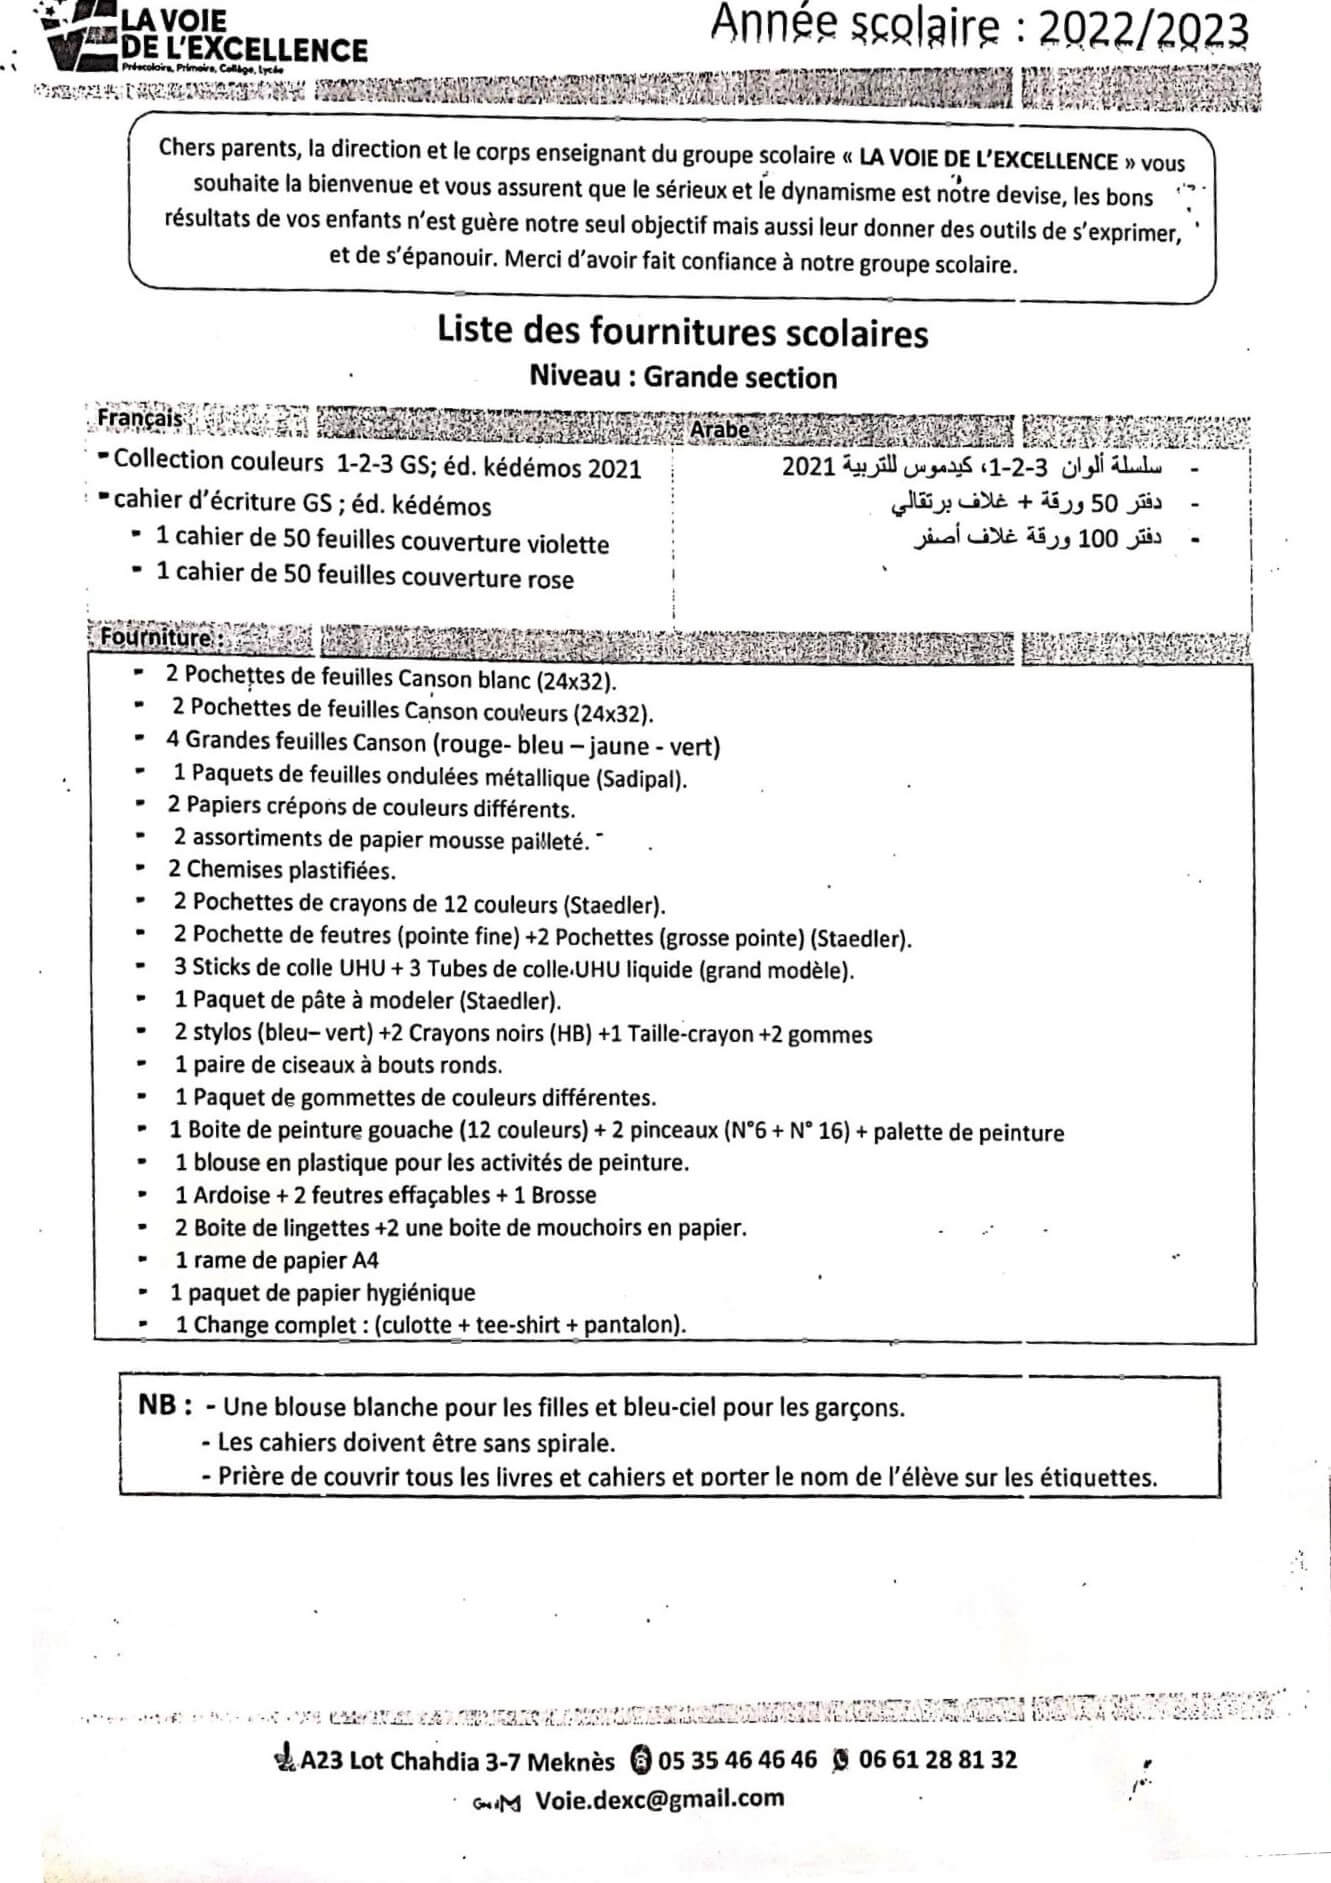 LA VOIE
DE L'EXCELLENCE
Préscolaire, Primaire, Collège, Lycée
Année scolaire : 2022/2023
Chers parents, la direction et le corps enseignant du groupe scolaire « LA VOIE DE L'EXCELLENCE » vous
souhaite la bienvenue et vous assurent que le sérieux et le dynamisme est nôtre devise, les bons
résultats de vos enfants n'est guère notre seul objectif mais aussi leur donner des outils de s'exprimer,
et de s'épanouir. Merci d'avoir fait confiance à notre groupe scolaire.
Liste des fournitures scolaires
Niveau : Grande section
Français
- Collection couleurs 1-2-3 GS; éd. kédémos 2021
- cahier d'écriture GS ; éd. kédémos
- 1 cahier de 50 feuilles couverture violette
- 1 cahier de 50 feuilles couverture rose
Arabe
- سلسلة ألوان 3-2-1، كيدموس للتربية 2021
- دفتر 50 ورقة + غلاف برتقالي
- دفتر 100 ورقة غلاف أصفر
Fourniture :
- 2 Pochettes de feuilles Canson blanc (24x32).
- 2 Pochettes de feuilles Canson couleurs (24x32).
- 4 Grandes feuilles Canson (rouge- bleu – jaune - vert)
- 1 Paquets de feuilles ondulées métallique (Sadipal).
- 2 Papiers crépons de couleurs différents.
- 2 assortiments de papier mousse pailleté.
- 2 Chemises plastifiées.
- 2 Pochettes de crayons de 12 couleurs (Staedler).
- 2 Pochette de feutres (pointe fine) +2 Pochettes (grosse pointe) (Staedler).
- 3 Sticks de colle UHU + 3 Tubes de colle UHU liquide (grand modèle).
- 1 Paquet de pâte à modeler (Staedler).
- 2 stylos (bleu– vert) +2 Crayons noirs (HB) +1 Taille-crayon +2 gommes
- 1 paire de ciseaux à bouts ronds.
- 1 Paquet de gommettes de couleurs différentes.
- 1 Boite de peinture gouache (12 couleurs) + 2 pinceaux (N°6 + N° 16) + palette de peinture
- 1 blouse en plastique pour les activités de peinture.
- 1 Ardoise + 2 feutres effaçables + 1 Brosse
- 2 Boite de lingettes +2 une boite de mouchoirs en papier.
- 1 rame de papier A4
- 1 paquet de papier hygiénique
- 1 Change complet : (culotte + tee-shirt + pantalon).
NB : - Une blouse blanche pour les filles et bleu-ciel pour les garçons.
- Les cahiers doivent être sans spirale.
- Prière de couvrir tous les livres et cahiers et porter le nom de l'élève sur les étiquettes.
A23 Lot Chahdia 3-7 Meknès 05 35 46 46 46 06 61 28 81 32
Voie.dexc@gmail.com